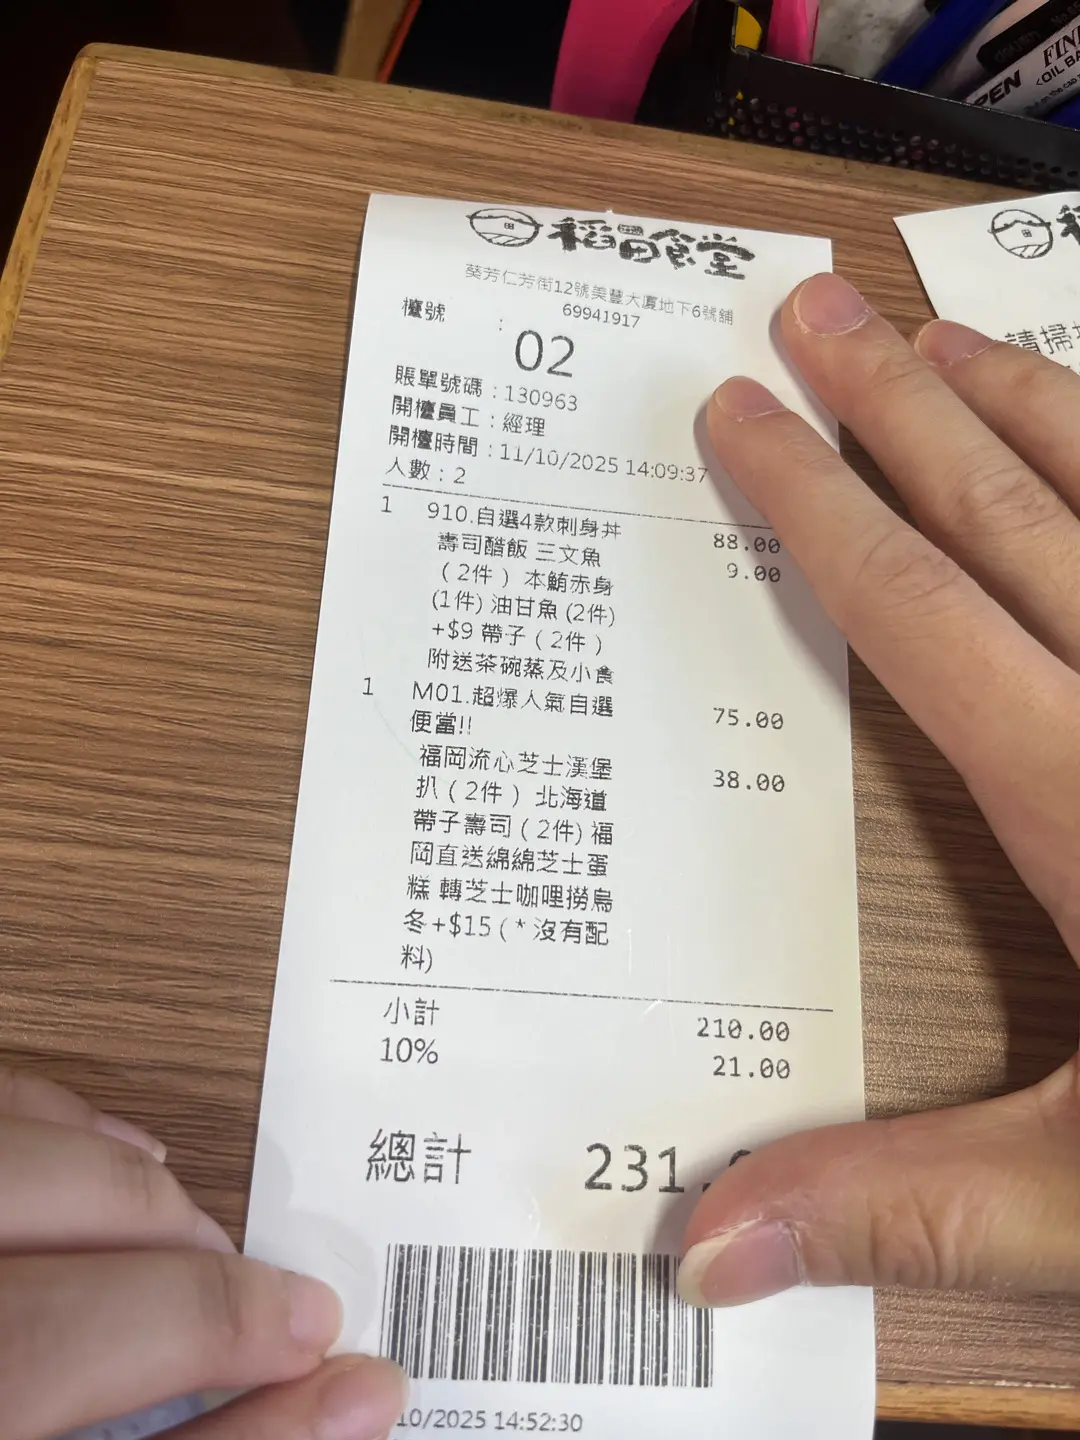 稻田食堂
葵芳仁芳街12號美豐大廈地下6號舖
69941917
檯號 :
02
賬單號碼 : 130963
開檯員工 : 經理
開檯時間 : 11/10/2025 14:09:37
人數 : 2
1 910.自選4款刺身丼 88.00
壽司醋飯 三文魚 9.00
(2件) 本鮪赤身
(1件) 油甘魚 (2件)
+$9 帶子 (2件)
附送茶碗蒸及小食
1 M01.超爆人氣自選 75.00
便當!!
福岡流心芝士漢堡 38.00
扒 (2件) 北海道
帶子壽司 (2件) 福
岡直送綿綿芝士蛋
糕 轉芝士咖哩撈烏
冬+$15 (* 沒有配
料)
小計 210.00
10% 21.00
總計 231.
10/2025 14:52:30
請掃
PEN
FIN
OIL BA